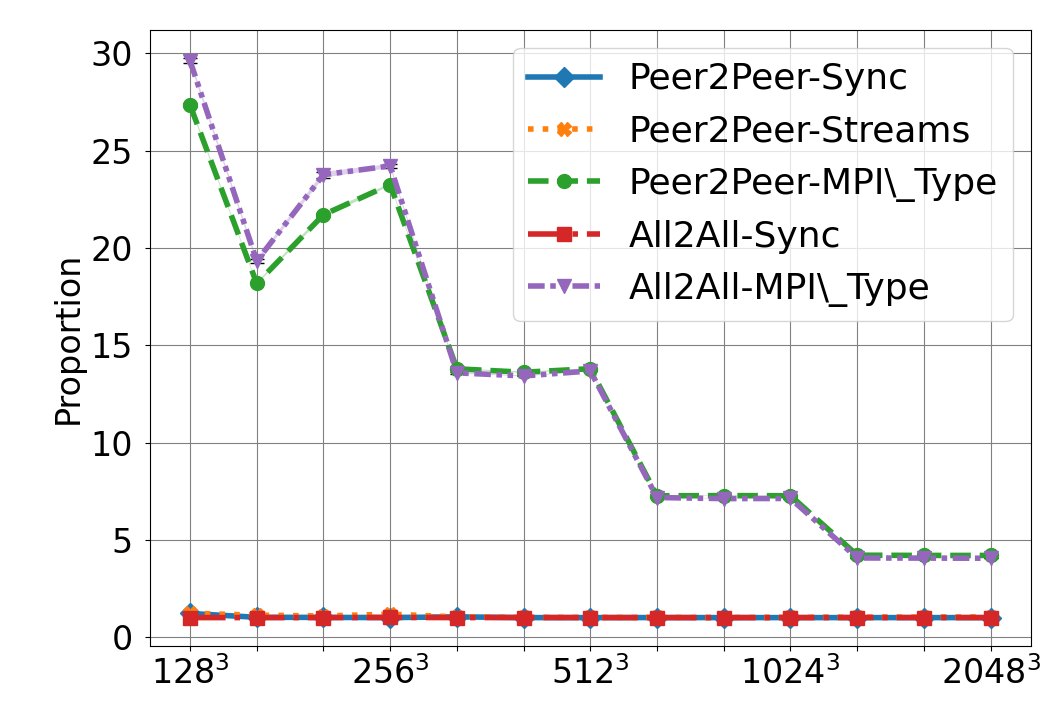 30
25
20
15
10
5
0
Proportion
Peer2Peer-Sync
Peer2Peer-Streams
Peer2Peer-MPI\_Type
All2All-Sync
All2All-MPI\_Type
128³ 256³ 512³ 1024³ 2048³